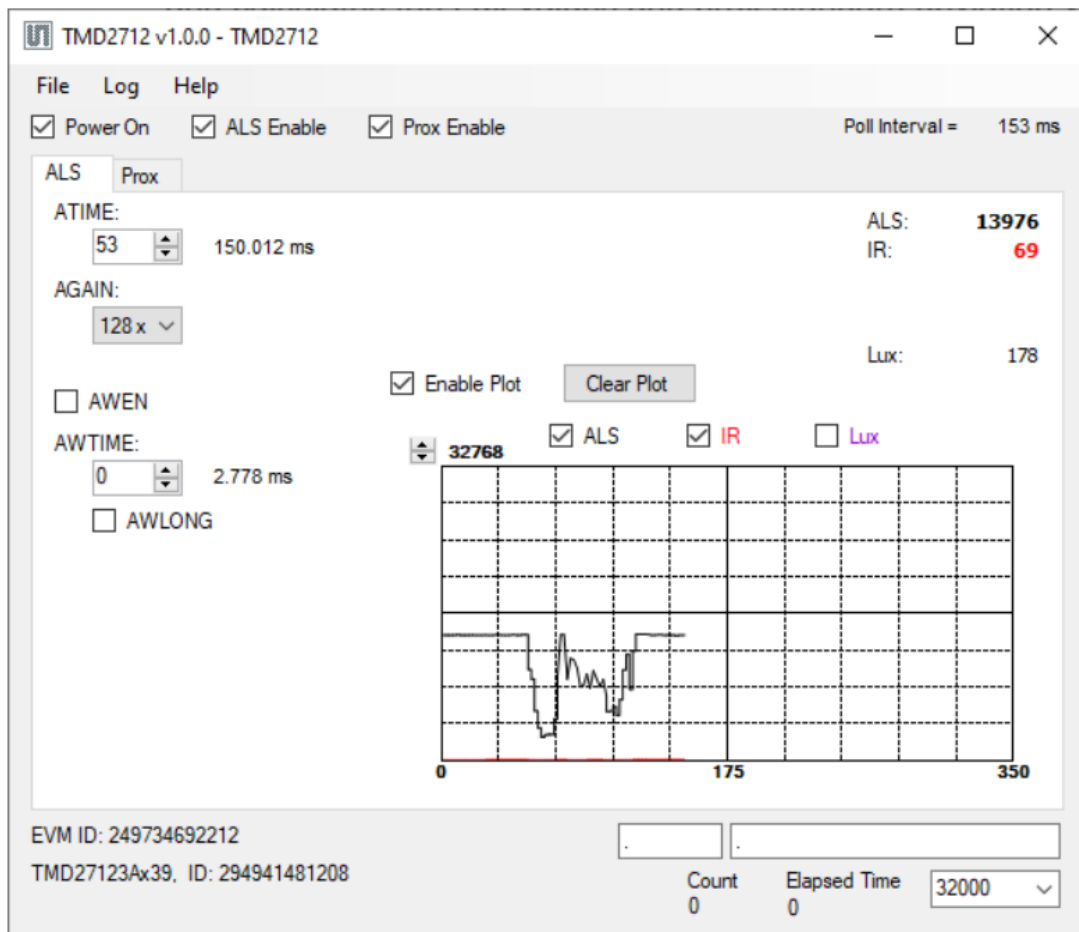 TMD2712 v1.0.0 - TMD2712
File Log Help
Power On ALS Enable Prox Enable Poll Interval = 153 ms
ALS Prox
ATIME:
53 150.012 ms
ALS: 13976
IR: 69
AGAIN:
128 x
Lux: 178
Enable Plot Clear Plot
AWEN
ALS IR Lux
AWTIME:
32768
0 2.778 ms
AWLONG
0 175 350
EVM ID: 249734692212
. .
TMD27123Ax39, ID: 294941481208
Count Elapsed Time 32000
0 0